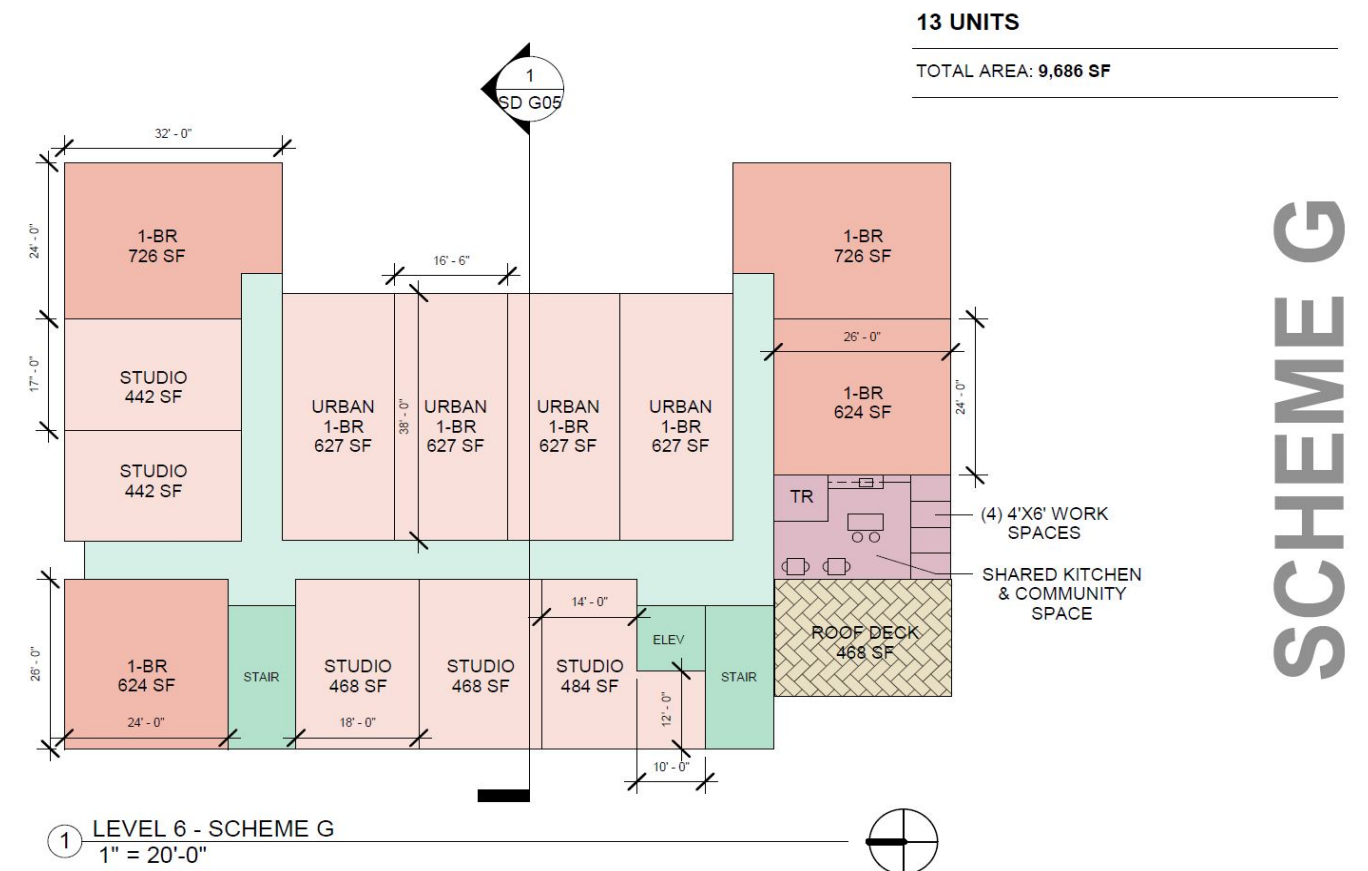 13 UNITS
TOTAL AREA: 9,686 SF
1
SD G05
32' - 0"
24' - 0"
1-BR
726 SF
1-BR
726 SF
16' - 6"
17' - 0"
STUDIO
442 SF
STUDIO
442 SF
URBAN
1-BR
627 SF
38' - 0"
URBAN
1-BR
627 SF
URBAN
1-BR
627 SF
URBAN
1-BR
627 SF
26' - 0"
1-BR
624 SF
24' - 0"
TR
(4) 4'X6' WORK
SPACES
SHARED KITCHEN
& COMMUNITY
SPACE
ROOF DECK
468 SF
26' - 0"
1-BR
624 SF
24' - 0"
STAIR
STUDIO
468 SF
18' - 0"
STUDIO
468 SF
14' - 0"
STUDIO
484 SF
ELEV
12' - 0"
10' - 0"
STAIR
SCHEME G
1
LEVEL 6 - SCHEME G
1" = 20'-0"